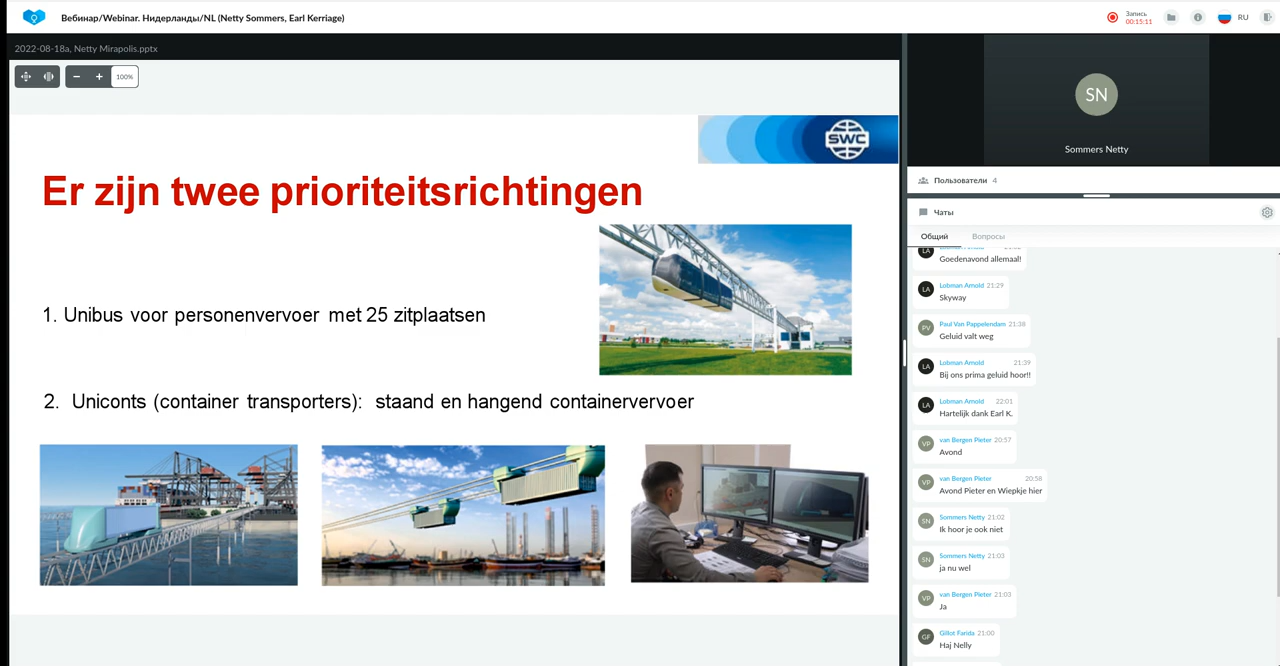 Вебинар/Webinar. Нидерланды/NL (Netty Sommers, Earl Kerriage)
Запись
00:15:11
RU
2022-08-18a, Netty Mirapolis.pptx
100%
SWC
Er zijn twee prioriteitsrichtingen
1. Unibus voor personenvervoer met 25 zitplaatsen
2. Uniconts (container transporters): staand en hangend containervervoer
SN
Sommers Netty
Пользователи 4
Чаты
Общий Вопросы
LA
Goedenavond allemaal!
LA
Lobman Arnold 21:29
Skyway
PV
Paul Van Pappelendam 21:38
Geluid valt weg
LA
Lobman Arnold 21:39
Bij ons prima geluid hoor!!
LA
Lobman Arnold 22:01
Hartelijk dank Earl K.
VP
van Bergen Pieter 20:57
Avond
VP
van Bergen Pieter 20:58
Avond Pieter en Wiepkje hier
SN
Sommers Netty 21:02
Ik hoor je ook niet
SN
Sommers Netty 21:03
ja nu wel
VP
van Bergen Pieter 21:03
Ja
GF
Gillot Farida 21:00
Haj Nelly